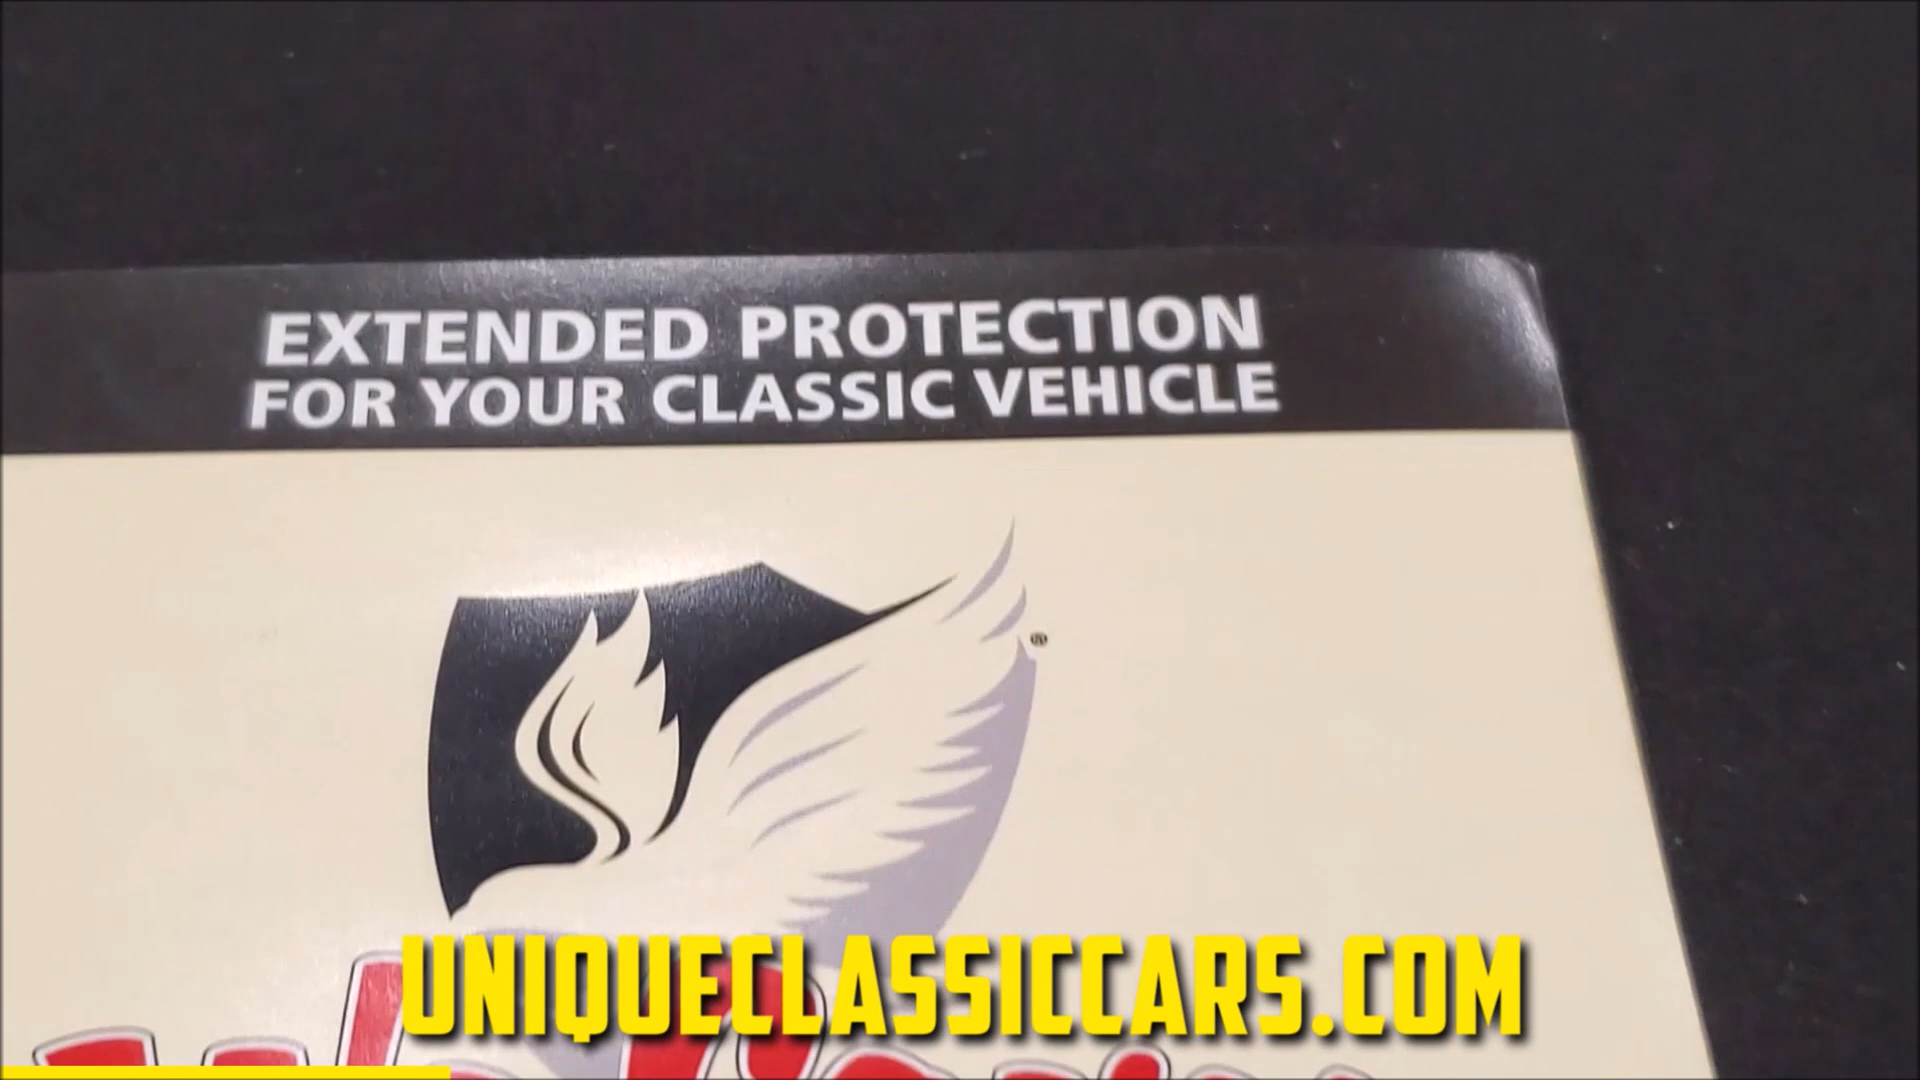 EXTENDED PROTECTION
FOR YOUR CLASSIC VEHICLE
®
UNIQUECLASSICCARS.COM